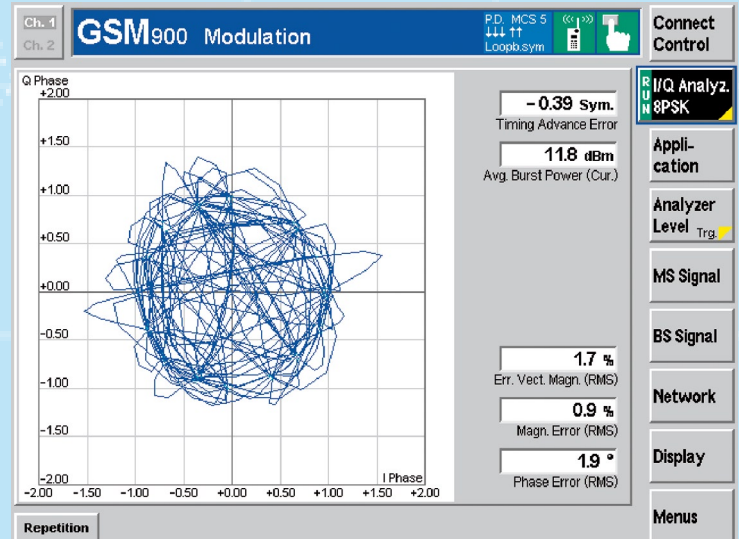 Ch. 1
Ch. 2
GSM900 Modulation
P.D. MCS 5
Loopb.sym
Connect
Control
Q Phase
+2.00
+1.50
+1.00
+0.50
+0.00
-0.50
-1.00
-1.50
-2.00
I Phase
-2.00 -1.50 -1.00 -0.50 +0.00 +0.50 +1.00 +1.50 +2.00
-0.39 Sym.
Timing Advance Error
11.8 dBm
Avg. Burst Power (Cur.)
1.7 %
Err. Vect. Magn. (RMS)
0.9 %
Magn. Error (RMS)
1.9 °
Phase Error (RMS)
RUN
I/Q Analyz.
8PSK
Appli-
cation
Analyzer
Level Trg.
MS Signal
BS Signal
Network
Display
Menus
Repetition